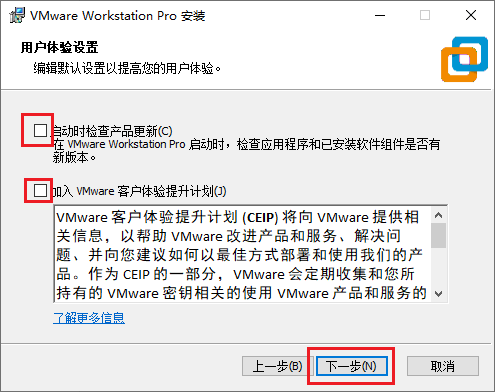 VMware Workstation Pro 安装
用户体验设置
编辑默认设置以提高您的用户体验。
启动时检查产品更新(C)
在 VMware Workstation Pro 启动时，检查应用程序和已安装软件组件是否有
新版本。
加入 VMware 客户体验提升计划(J)
VMware 客户体验提升计划 (CEIP) 将向 VMware 提供相
关信息，以帮助 VMware 改进产品和服务、解决问
题、并向您建议如何以最佳方式部署和使用我们的产
品。作为 CEIP 的一部分，VMware 会定期收集和您所
持有的 VMware 密钥相关的使用 VMware 产品和服务的
了解更多信息
上一步(B) 下一步(N) 取消